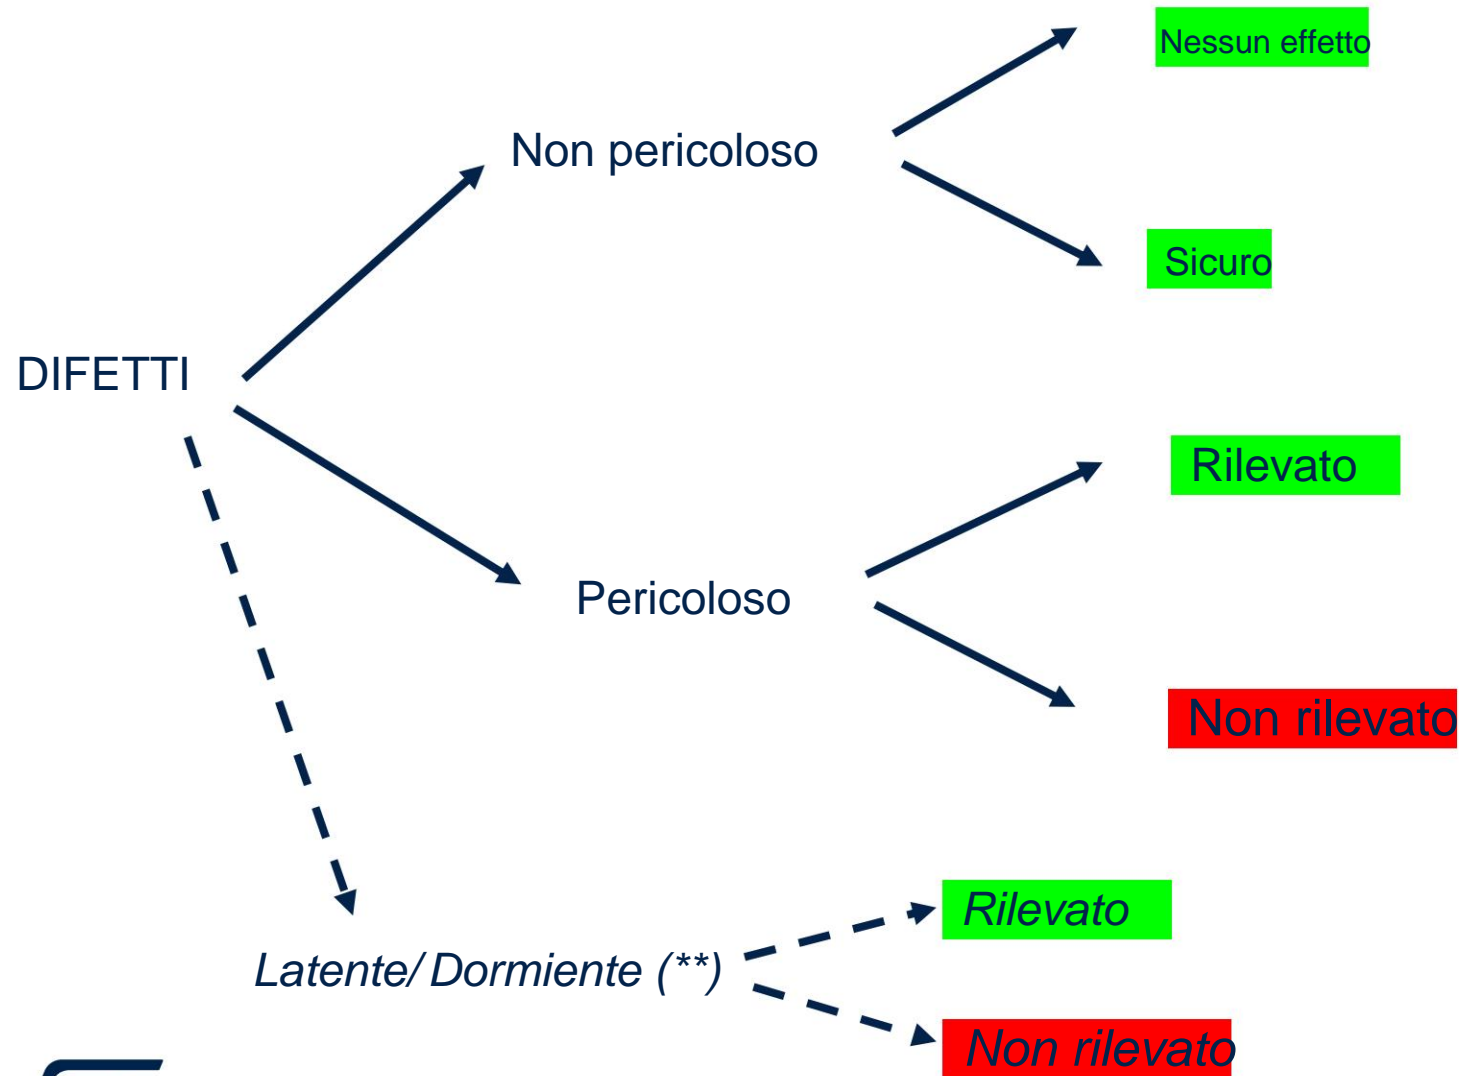 Nessun effetto
Non pericoloso
Sicuro
DIFETTI
Rilevato
Pericoloso
Non rilevato
Rilevato
Latente/ Dormiente (**)
Non rilevato